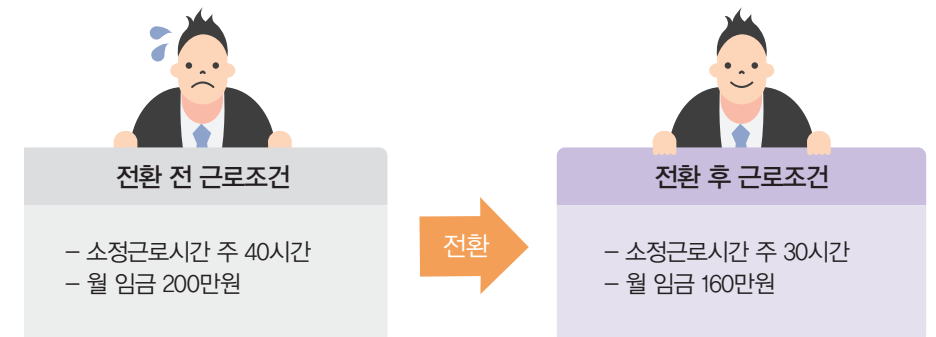 전환 전 근로조건
– 소정근로시간 주 40시간
– 월 임금 200만원
전환
전환 후 근로조건
– 소정근로시간 주 30시간
– 월 임금 160만원